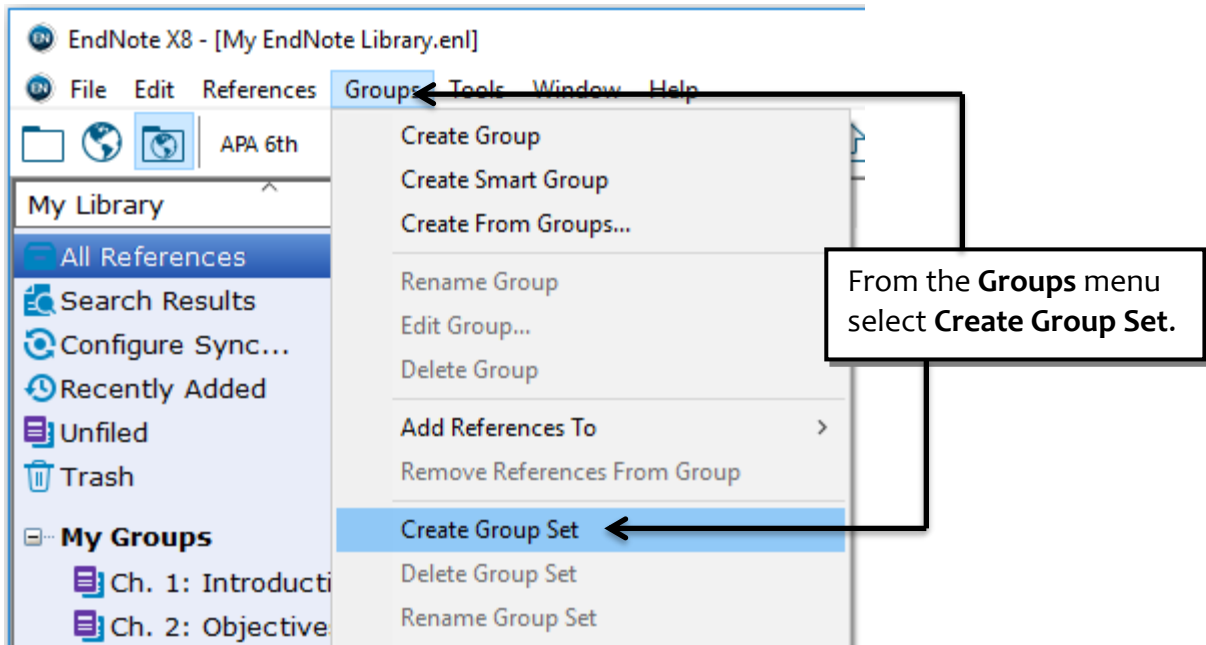 EndNote X8 - [My EndNote Library.enl]
File Edit References Groups Tools Window Help
APA 6th
My Library
All References
Search Results
Configure Sync...
Recently Added
Unfiled
Trash
My Groups
Ch. 1: Introducti
Ch. 2: Objective
Create Group
Create Smart Group
Create From Groups...
Rename Group
Edit Group...
Delete Group
Add References To
Remove References From Group
Create Group Set
Delete Group Set
Rename Group Set
From the Groups menu
select Create Group Set.